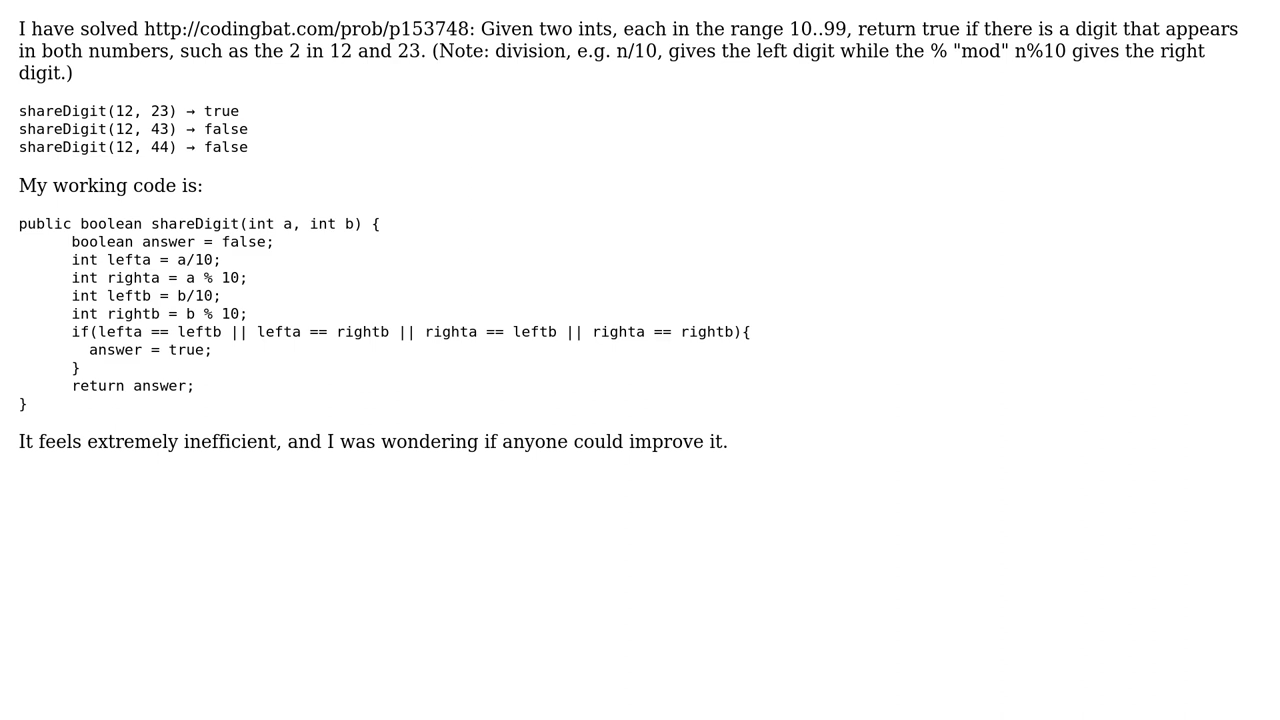 I have solved http://codingbat.com/prob/p153748: Given two ints, each in the range 10..99, return true if there is a digit that appears
in both numbers, such as the 2 in 12 and 23. (Note: division, e.g. n/10, gives the left digit while the % "mod" n%10 gives the right
digit.)
shareDigit(12, 23) → true
shareDigit(12, 43) → false
shareDigit(12, 44) → false
My working code is:
public boolean shareDigit(int a, int b) {
      boolean answer = false;
      int lefta = a/10;
      int righta = a % 10;
      int leftb = b/10;
      int rightb = b % 10;
      if(lefta == leftb || lefta == rightb || righta == leftb || righta == rightb){
        answer = true;
      }
      return answer;
}
It feels extremely inefficient, and I was wondering if anyone could improve it.